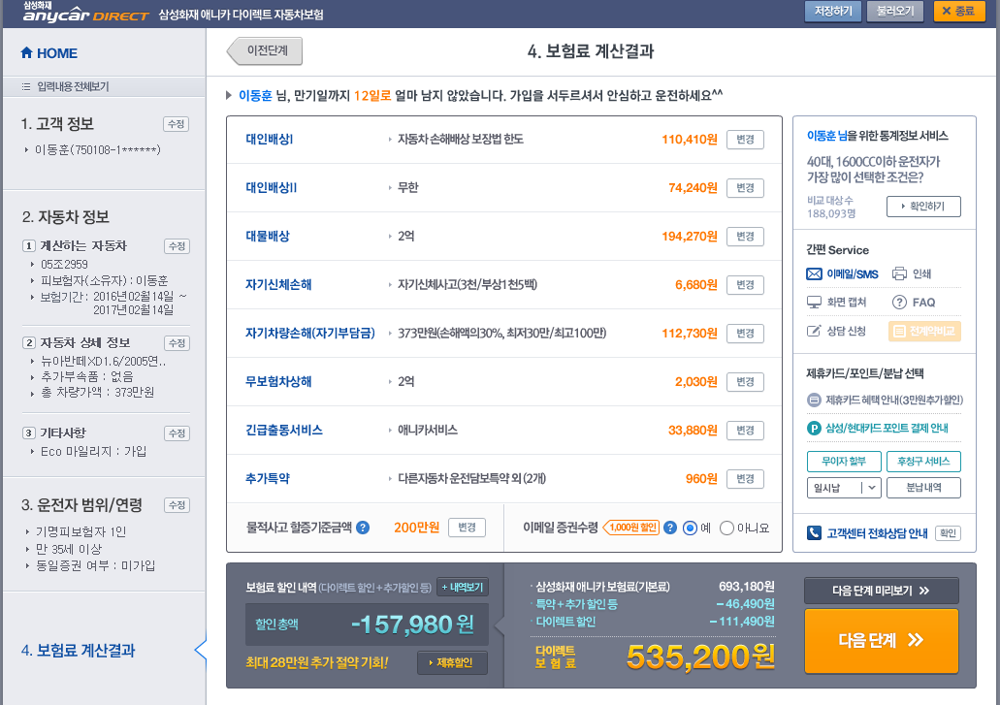 삼성화재
anycar DIRECT 삼성화재 애니카 다이렉트 자동차보험
저장하기
불러오기
× 종료
HOME
입력내용 전체보기
1. 고객 정보
수정
이동훈(750108-1******)
2. 자동차 정보
1 계산하는 자동차
수정
05조2959
피보험자(소유자) : 이동훈
보험기간 : 2016년02월14일 ~
2017년02월14일
2 자동차 상세 정보
수정
뉴아반떼XD1.6/2005연..
추가부속품 : 없음
총 차량가액 : 373만원
3 기타사항
수정
Eco 마일리지 : 가입
3. 운전자 범위/연령
수정
기명피보험자 1인
만 35세 이상
동일증권 여부 : 미가입
4. 보험료 계산결과
이전단계
4. 보험료 계산결과
이동훈 님, 만기일까지 12일로 얼마 남지 않았습니다. 가입을 서두르셔서 안심하고 운전하세요^^
대인배상I
자동차 손해배상 보장법 한도
110,410원
변경
대인배상II
무한
74,240원
변경
대물배상
2억
194,270원
변경
자기신체손해
자기신체사고(3천/부상1천5백)
6,680원
변경
자기차량손해(자기부담금)
373만원(손해액의30%, 최저30만/최고100만)
112,730원
변경
무보험차상해
2억
2,030원
변경
긴급출동서비스
애니카서비스
33,880원
변경
추가특약
다른자동차 운전담보특약 외 (2개)
960원
변경
물적사고 할증기준금액 ?
200만원
변경
이메일 증권수령
1,000원 할인
?
예
아니요
이동훈 님을 위한 통계정보 서비스
40대, 1600CC이하 운전자가
가장 많이 선택한 조건은?
비교 대상 수
188,093명
확인하기
간편 Service
이메일/SMS
인쇄
화면 캡쳐
? FAQ
상담 신청
전계약비교
제휴카드/포인트/분납 선택
제휴카드 혜택 안내(3만원추가할인)
P 삼성/현대카드 포인트 결제 안내
무이자 할부
후청구 서비스
일시납
분납내역
고객센터 전화상담 안내
확인
보험료 할인 내역 (다이렉트 할인 + 추가할인 등)
+ 내역보기
할인 총액
-157,980 원
최대 28만원 추가 절약 기회!
제휴할인
· 삼성화재 애니카 보험료(기본료)
693,180원
· 특약 + 추가 할인 등
– 46,490원
· 다이렉트 할인
– 111,490원
다이렉트
보 험 료
535,200원
다음 단계 미리보기
다음 단계